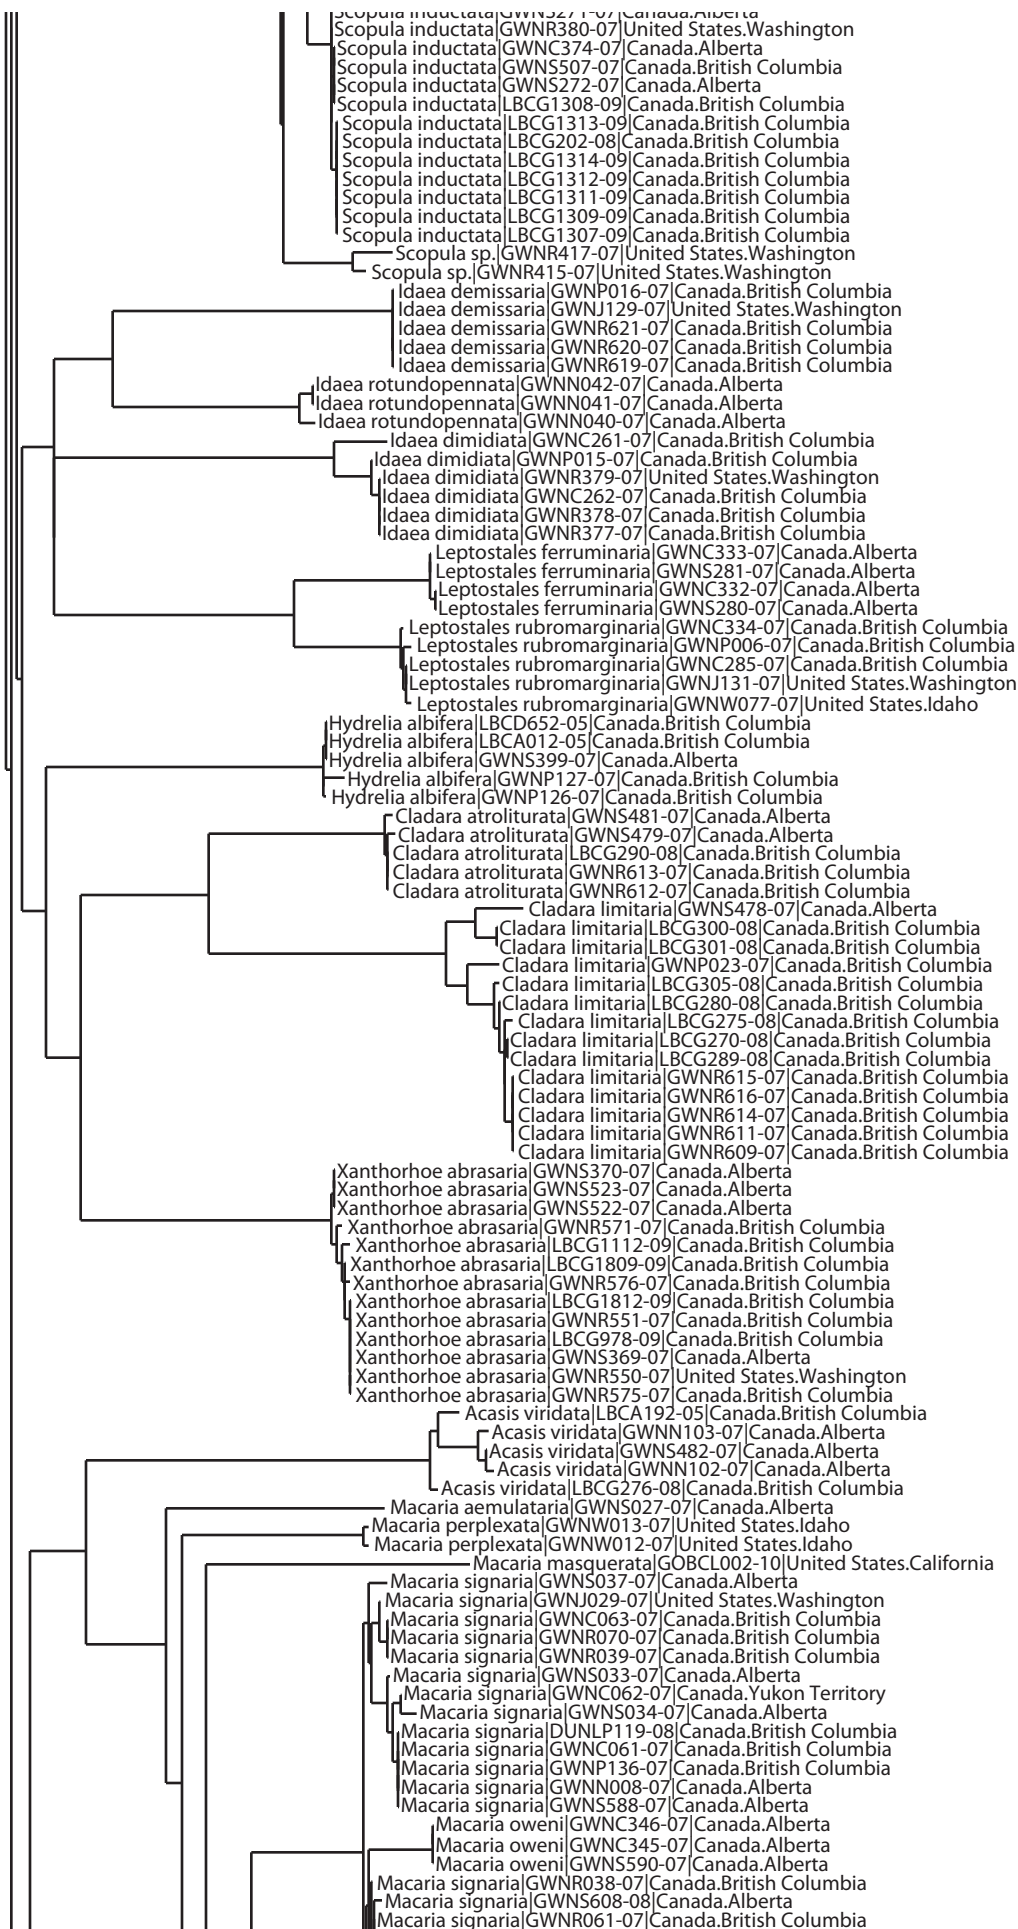 Scopula inductata|GWNS271-07|Canada.Alberta
Scopula inductata|GWNR380-07|United States.Washington
Scopula inductata|GWNC374-07|Canada.Alberta
Scopula inductata|GWNS507-07|Canada.British Columbia
Scopula inductata|GWNS272-07|Canada.Alberta
Scopula inductata|LBCG1308-09|Canada.British Columbia
Scopula inductata|LBCG1313-09|Canada.British Columbia
Scopula inductata|LBCG202-08|Canada.British Columbia
Scopula inductata|LBCG1314-09|Canada.British Columbia
Scopula inductata|LBCG1312-09|Canada.British Columbia
Scopula inductata|LBCG1311-09|Canada.British Columbia
Scopula inductata|LBCG1309-09|Canada.British Columbia
Scopula inductata|LBCG1307-09|Canada.British Columbia
Scopula sp.|GWNR417-07|United States.Washington
Scopula sp.|GWNR415-07|United States.Washington
Idaea demissaria|GWNP016-07|Canada.British Columbia
Idaea demissaria|GWNJ129-07|United States.Washington
Idaea demissaria|GWNR621-07|Canada.British Columbia
Idaea demissaria|GWNR620-07|Canada.British Columbia
Idaea demissaria|GWNR619-07|Canada.British Columbia
Idaea rotundopennata|GWNN042-07|Canada.Alberta
Idaea rotundopennata|GWNN041-07|Canada.Alberta
Idaea rotundopennata|GWNN040-07|Canada.Alberta
Idaea dimidiata|GWNC261-07|Canada.British Columbia
Idaea dimidiata|GWNP015-07|Canada.British Columbia
Idaea dimidiata|GWNR379-07|United States.Washington
Idaea dimidiata|GWNC262-07|Canada.British Columbia
Idaea dimidiata|GWNR378-07|Canada.British Columbia
Idaea dimidiata|GWNR377-07|Canada.British Columbia
Leptostales ferruminaria|GWNC333-07|Canada.Alberta
Leptostales ferruminaria|GWNS281-07|Canada.Alberta
Leptostales ferruminaria|GWNC332-07|Canada.Alberta
Leptostales ferruminaria|GWNS280-07|Canada.Alberta
Leptostales rubromarginaria|GWNC334-07|Canada.British Columbia
Leptostales rubromarginaria|GWNP006-07|Canada.British Columbia
Leptostales rubromarginaria|GWNC285-07|Canada.British Columbia
Leptostales rubromarginaria|GWNJ131-07|United States.Washington
Leptostales rubromarginaria|GWNW077-07|United States.Idaho
Hydrelia albifera|LBCD652-05|Canada.British Columbia
Hydrelia albifera|LBCA012-05|Canada.British Columbia
Hydrelia albifera|GWNS399-07|Canada.Alberta
Hydrelia albifera|GWNP127-07|Canada.British Columbia
Hydrelia albifera|GWNP126-07|Canada.British Columbia
Cladara atroliturata|GWNS481-07|Canada.Alberta
Cladara atroliturata|GWNS479-07|Canada.Alberta
Cladara atroliturata|LBCG290-08|Canada.British Columbia
Cladara atroliturata|GWNR613-07|Canada.British Columbia
Cladara atroliturata|GWNR612-07|Canada.British Columbia
Cladara limitaria|GWNS478-07|Canada.Alberta
Cladara limitaria|LBCG300-08|Canada.British Columbia
Cladara limitaria|LBCG301-08|Canada.British Columbia
Cladara limitaria|GWNP023-07|Canada.British Columbia
Cladara limitaria|LBCG305-08|Canada.British Columbia
Cladara limitaria|LBCG280-08|Canada.British Columbia
Cladara limitaria|LBCG275-08|Canada.British Columbia
Cladara limitaria|LBCG270-08|Canada.British Columbia
Cladara limitaria|LBCG289-08|Canada.British Columbia
Cladara limitaria|GWNR615-07|Canada.British Columbia
Cladara limitaria|GWNR616-07|Canada.British Columbia
Cladara limitaria|GWNR614-07|Canada.British Columbia
Cladara limitaria|GWNR611-07|Canada.British Columbia
Cladara limitaria|GWNR609-07|Canada.British Columbia
Xanthorhoe abrasaria|GWNS370-07|Canada.Alberta
Xanthorhoe abrasaria|GWNS523-07|Canada.Alberta
Xanthorhoe abrasaria|GWNS522-07|Canada.Alberta
Xanthorhoe abrasaria|GWNR571-07|Canada.British Columbia
Xanthorhoe abrasaria|LBCG1112-09|Canada.British Columbia
Xanthorhoe abrasaria|LBCG1809-09|Canada.British Columbia
Xanthorhoe abrasaria|GWNR576-07|Canada.British Columbia
Xanthorhoe abrasaria|LBCG1812-09|Canada.British Columbia
Xanthorhoe abrasaria|GWNR551-07|Canada.British Columbia
Xanthorhoe abrasaria|LBCG978-09|Canada.British Columbia
Xanthorhoe abrasaria|GWNS369-07|Canada.Alberta
Xanthorhoe abrasaria|GWNR550-07|United States.Washington
Xanthorhoe abrasaria|GWNR575-07|Canada.British Columbia
Acasis viridata|LBCA192-05|Canada.British Columbia
Acasis viridata|GWNN103-07|Canada.Alberta
Acasis viridata|GWNS482-07|Canada.Alberta
Acasis viridata|GWNN102-07|Canada.Alberta
Acasis viridata|LBCG276-08|Canada.British Columbia
Macaria aemulataria|GWNS027-07|Canada.Alberta
Macaria perplexata|GWNW013-07|United States.Idaho
Macaria perplexata|GWNW012-07|United States.Idaho
Macaria masquerata|GOBCL002-10|United States.California
Macaria signaria|GWNS037-07|Canada.Alberta
Macaria signaria|GWNJ029-07|United States.Washington
Macaria signaria|GWNC063-07|Canada.British Columbia
Macaria signaria|GWNR070-07|Canada.British Columbia
Macaria signaria|GWNR039-07|Canada.British Columbia
Macaria signaria|GWNS033-07|Canada.Alberta
Macaria signaria|GWNC062-07|Canada.Yukon Territory
Macaria signaria|GWNS034-07|Canada.Alberta
Macaria signaria|DUNLP119-08|Canada.British Columbia
Macaria signaria|GWNC061-07|Canada.British Columbia
Macaria signaria|GWNP136-07|Canada.British Columbia
Macaria signaria|GWNN008-07|Canada.Alberta
Macaria signaria|GWNS588-07|Canada.Alberta
Macaria oweni|GWNC346-07|Canada.Alberta
Macaria oweni|GWNC345-07|Canada.Alberta
Macaria oweni|GWNS590-07|Canada.Alberta
Macaria signaria|GWNR038-07|Canada.British Columbia
Macaria signaria|GWNS608-08|Canada.Alberta
Macaria signaria|GWNR061-07|Canada.British Columbia